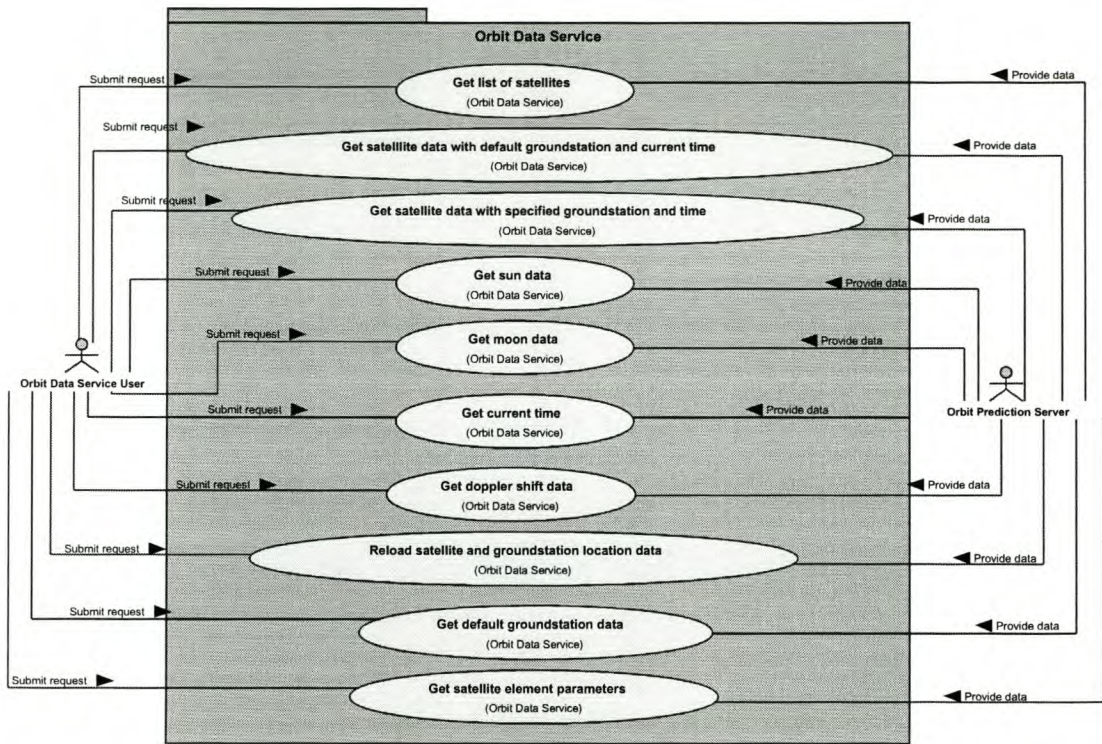 Orbit Data Service
Submit request
Get list of satellites
(Orbit Data Service)
Provide data
Submit request
Get satelllite data with default groundstation and current time
(Orbit Data Service)
Provide data
Submit request
Get satellite data with specified groundstation and time
(Orbit Data Service)
Provide data
Submit request
Get sun data
(Orbit Data Service)
Provide data
Submit request
Get moon data
(Orbit Data Service)
Provide data
Orbit Data Service User
Orbit Prediction Server
Submit request
Get current time
(Orbit Data Service)
Provide data
Submit request
Get doppler shift data
(Orbit Data Service)
Provide data
Submit request
Reload satellite and groundstation location data
(Orbit Data Service)
Provide data
Submit request
Get default groundstation data
(Orbit Data Service)
Provide data
Submit request
Get satellite element parameters
(Orbit Data Service)
Provide data